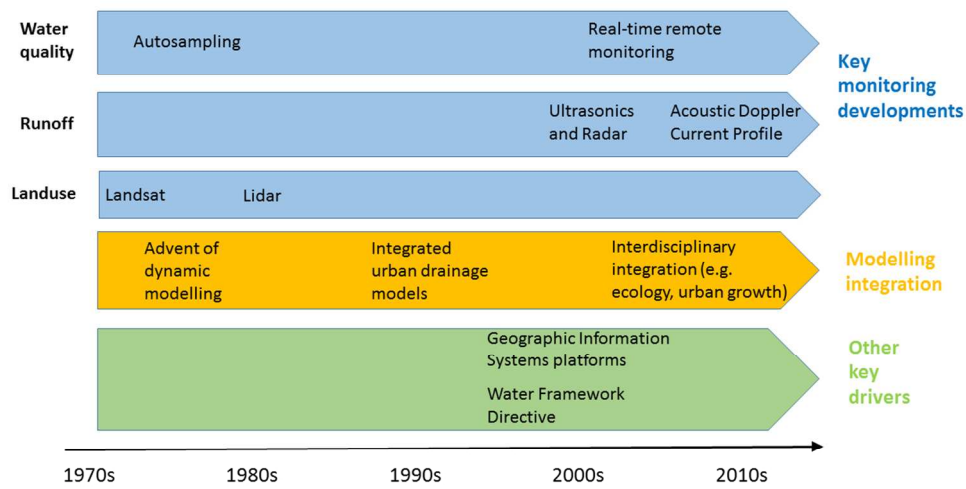 Water
quality
Autosampling
Real-time remote
monitoring
Key
monitoring
developments
Runoff
Ultrasonics
and Radar
Acoustic Doppler
Current Profile
Landuse
Landsat
Lidar
Advent of
dynamic
modelling
Integrated
urban drainage
models
Interdisciplinary
integration (e.g.
ecology, urban growth)
Modelling
integration
Geographic Information
Systems platforms
Water Framework
Directive
Other
key
drivers
1970s
1980s
1990s
2000s
2010s